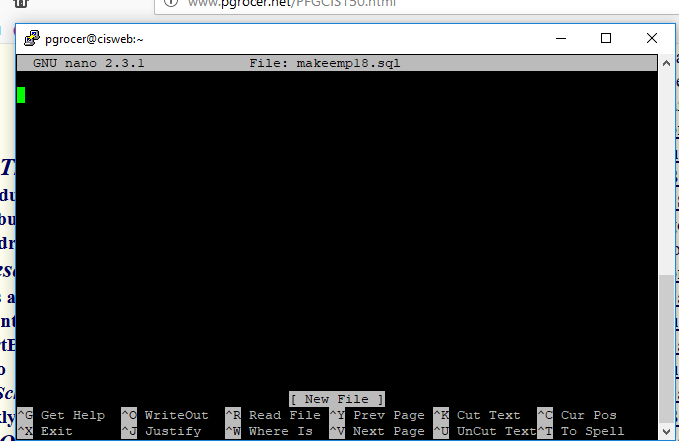 www.pgrocer.net/PFGCIS150.html
pgrocer@cisweb:~
GNU nano 2.3.1 File: makeemp18.sql
[ New File ]
^G Get Help ^O WriteOut ^R Read File ^Y Prev Page ^K Cut Text ^C Cur Pos
^X Exit ^J Justify ^W Where Is ^V Next Page ^U UnCut Text ^T To Spell